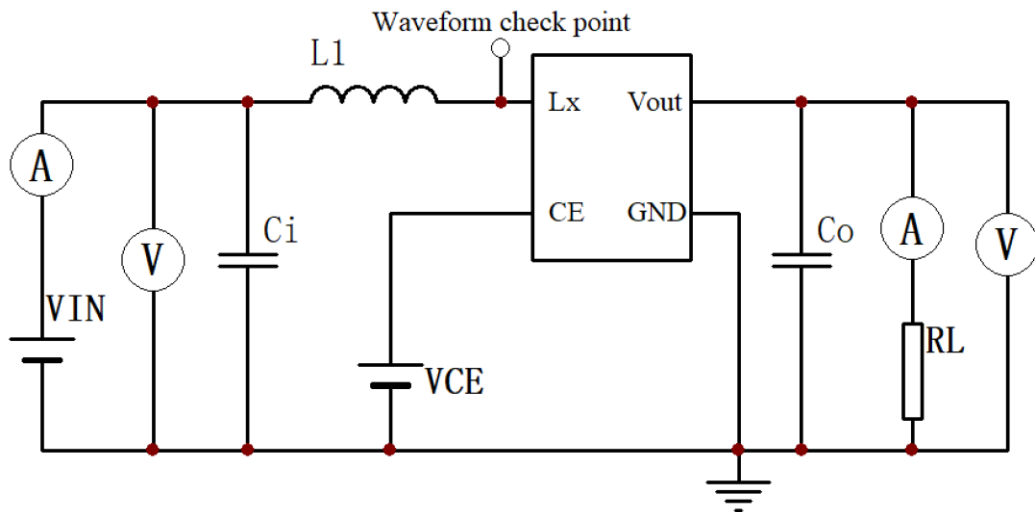 Waveform check point
L1
Lx
Vout
A
CE
GND
Ci
Co
A
V
V
VIN
RL
VCE